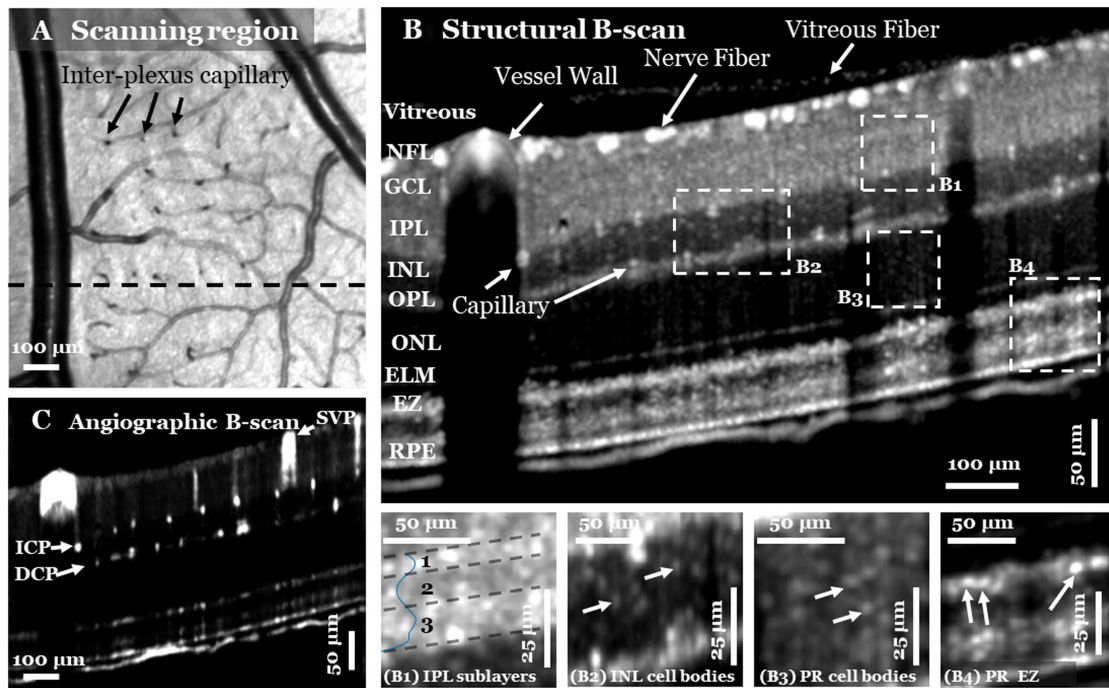 A Scanning region
Inter-plexus capillary
100 µm
B Structural B-scan
Vitreous Fiber
Nerve Fiber
Vessel Wall
Vitreous
NFL
GCL
B1
IPL
INL
B2
B4
Capillary
B3
OPL
ONL
ELM
EZ
RPE
100 µm
50 µm
C Angiographic B-scan
SVP
ICP
DCP
100 µm
50 µm
50 µm
1
2
3
25 µm
(B1) IPL sublayers
50 µm
25 µm
(B2) INL cell bodies
50 µm
25 µm
(B3) PR cell bodies
50 µm
25 µm
(B4) PR EZ